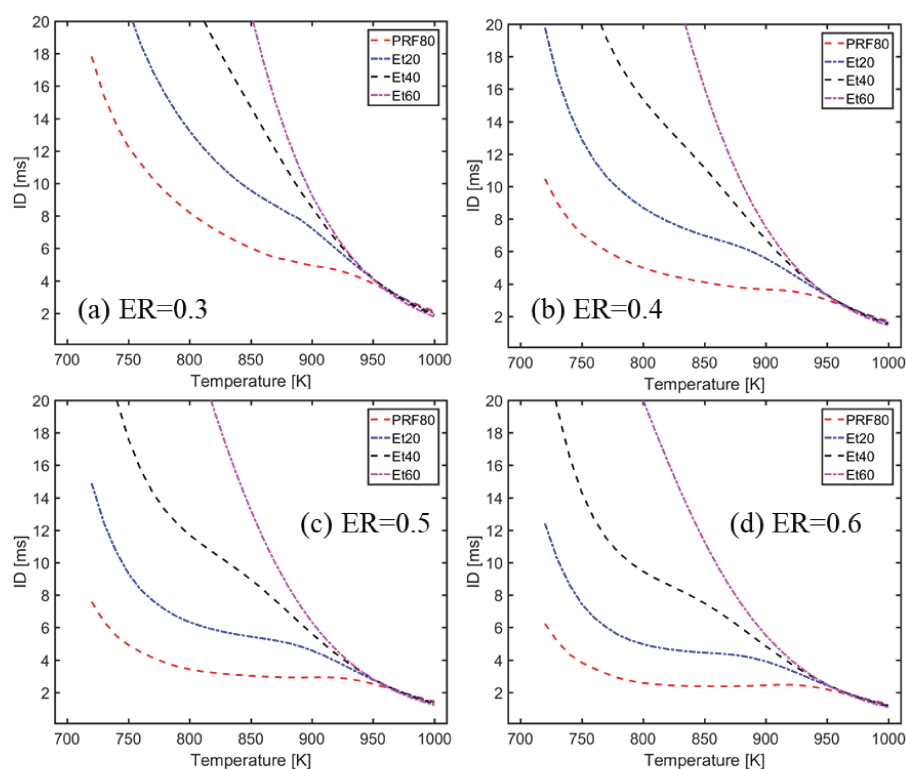 20
18
16
14
12
10
8
6
4
2
ID [ms]
PRF80
Et20
Et40
Et60
(a) ER=0.3
700 750 800 850 900 950 1000
Temperature [K]
20
18
16
14
12
10
8
6
4
2
ID [ms]
PRF80
Et20
Et40
Et60
(b) ER=0.4
700 750 800 850 900 950 1000
Temperature [K]
20
18
16
14
12
10
8
6
4
2
ID [ms]
PRF80
Et20
Et40
Et60
(c) ER=0.5
700 750 800 850 900 950 1000
Temperature [K]
20
18
16
14
12
10
8
6
4
2
ID [ms]
PRF80
Et20
Et40
Et60
(d) ER=0.6
700 750 800 850 900 950 1000
Temperature [K]